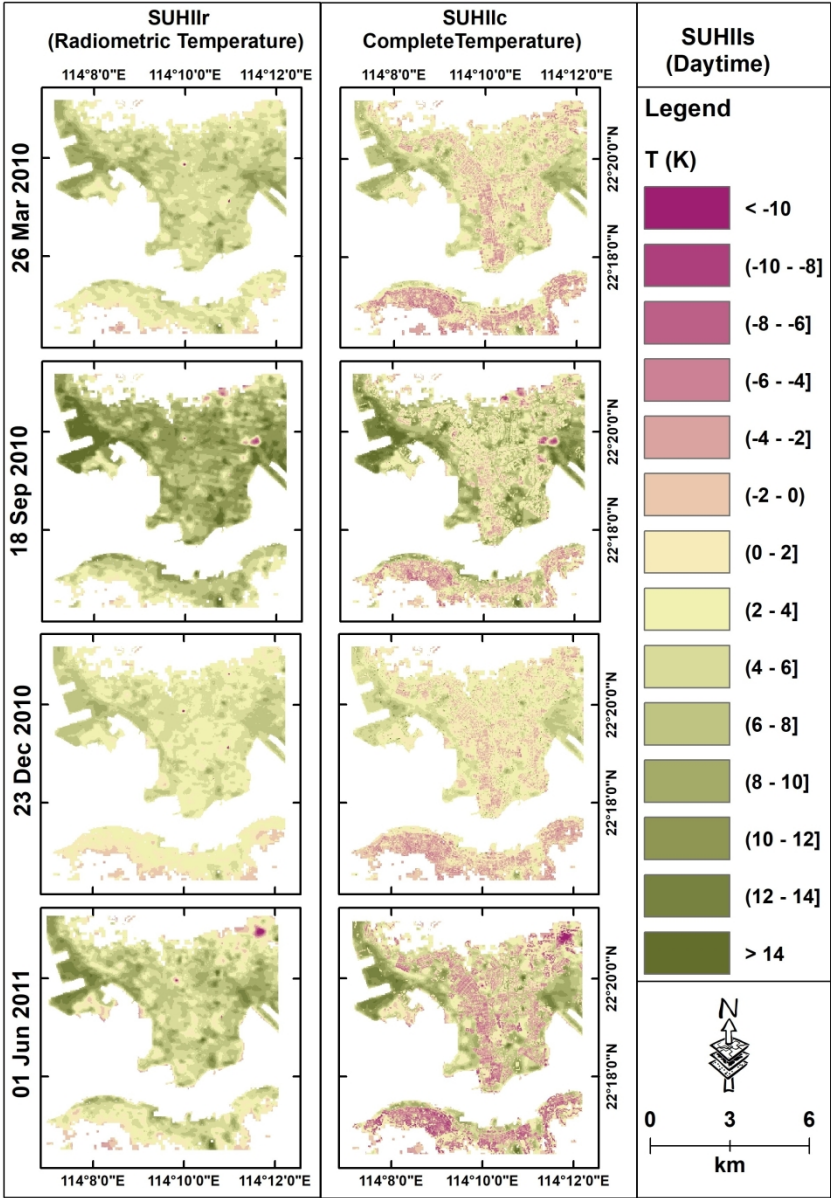 SUHIIr
(Radiometric Temperature)
SUHIIc
CompleteTemperature)
SUHIIs
(Daytime)
114°8'0"E 114°10'0"E 114°12'0"E
114°8'0"E 114°10'0"E 114°12'0"E
26 Mar 2010
22°20'0"N
22°18'0"N
18 Sep 2010
22°20'0"N
22°18'0"N
23 Dec 2010
22°20'0"N
22°18'0"N
01 Jun 2011
22°20'0"N
22°18'0"N
114°8'0"E 114°10'0"E 114°12'0"E
114°8'0"E 114°10'0"E 114°12'0"E
Legend
T (K)
< -10
(-10 - -8]
(-8 - -6]
(-6 - -4]
(-4 - -2]
(-2 - 0)
(0 - 2]
(2 - 4]
(4 - 6]
(6 - 8]
(8 - 10]
(10 - 12]
(12 - 14]
> 14
N
0 3 6
km